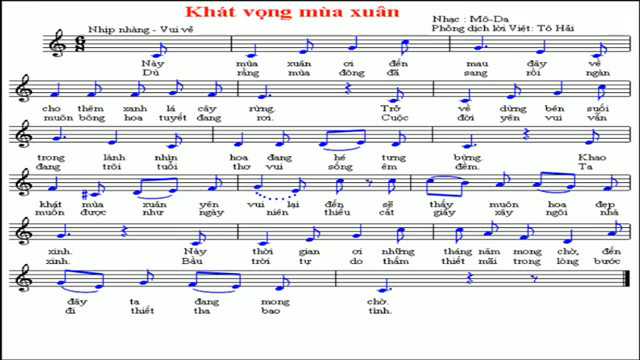 Khát vọng mùa xuân
Nhịp nhàng - Vui vẻ
Nhạc : Mô-Da
Phỏng dịch lời Việt: Tô Hải
Này mùa xuân ơi đến mau đây về
Dù rằng mùa đông đã sang rồi ngàn
cho thêm xanh lá cây rừng. Trở về dừng bên suối
muôn bông hoa tuyết đang rơi. Cuộc đời yên vui vẫn
trong lành nhìn hoa đang hé tưng bừng. Khao
đang trôi tuổi thơ vui sống êm đềm. Ta
khát mùa xuân yên vui lại đến sẽ thấy muôn hoa đẹp
muôn được như ngày niên thiếu cất giấy xây ngôi nhà
xinh. Này thời gian ơi những tháng năm mong chờ, đến
xinh. Bầu trời tự do thắm thiết mãi trong lòng bước
đây ta đang mong chờ.
đi thiết tha bao tình.